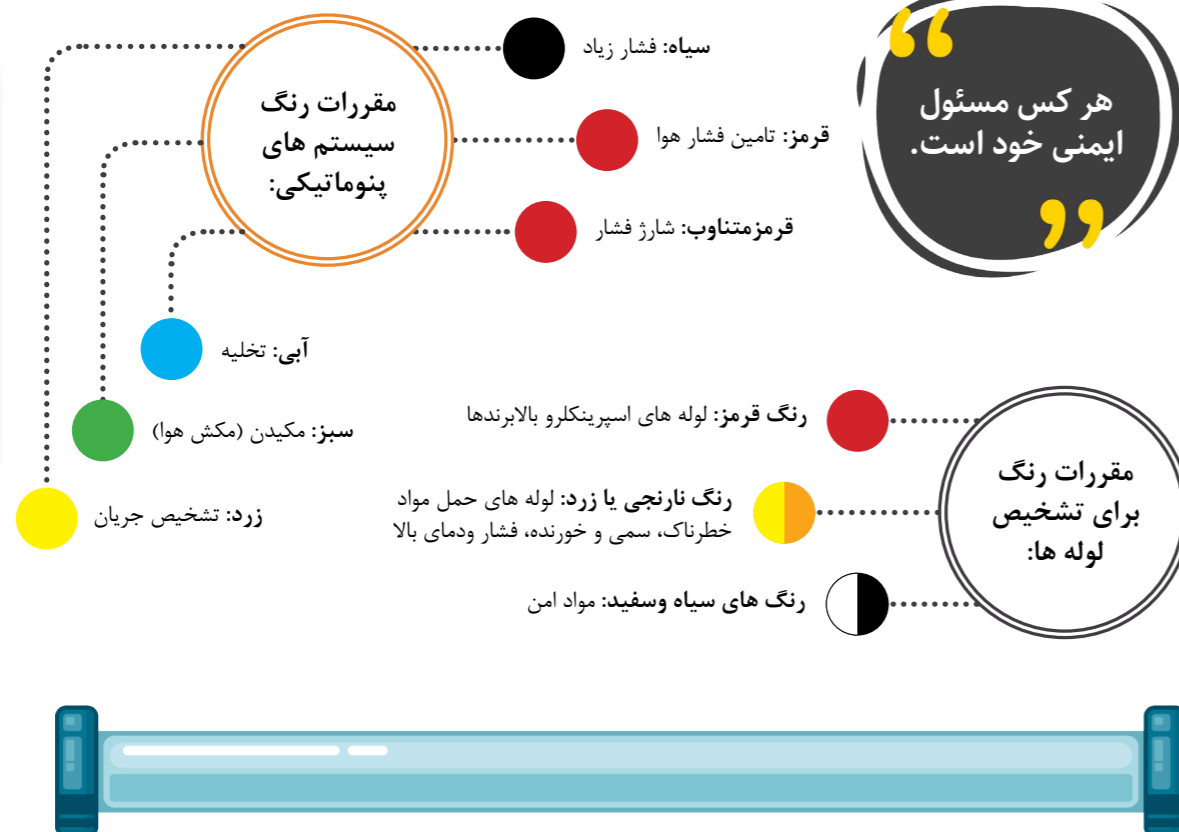 هر کس مسئول
ایمنی خود است.
مقررات رنگ
سیستم های
پنوماتیکی:
سیاه: فشار زیاد
قرمز: تامین فشار هوا
قرمزمتناوب: شارژ فشار
آبی: تخلیه
سبز: مکیدن (مکش هوا)
زرد: تشخیص جریان
مقررات رنگ
برای تشخیص
لوله ها:
رنگ قرمز: لوله های اسپرینکلرو بالابرندها
رنگ نارنجی یا زرد: لوله های حمل مواد
خطرناک، سمی و خورنده، فشار ودمای بالا
رنگ های سیاه وسفید: مواد امن